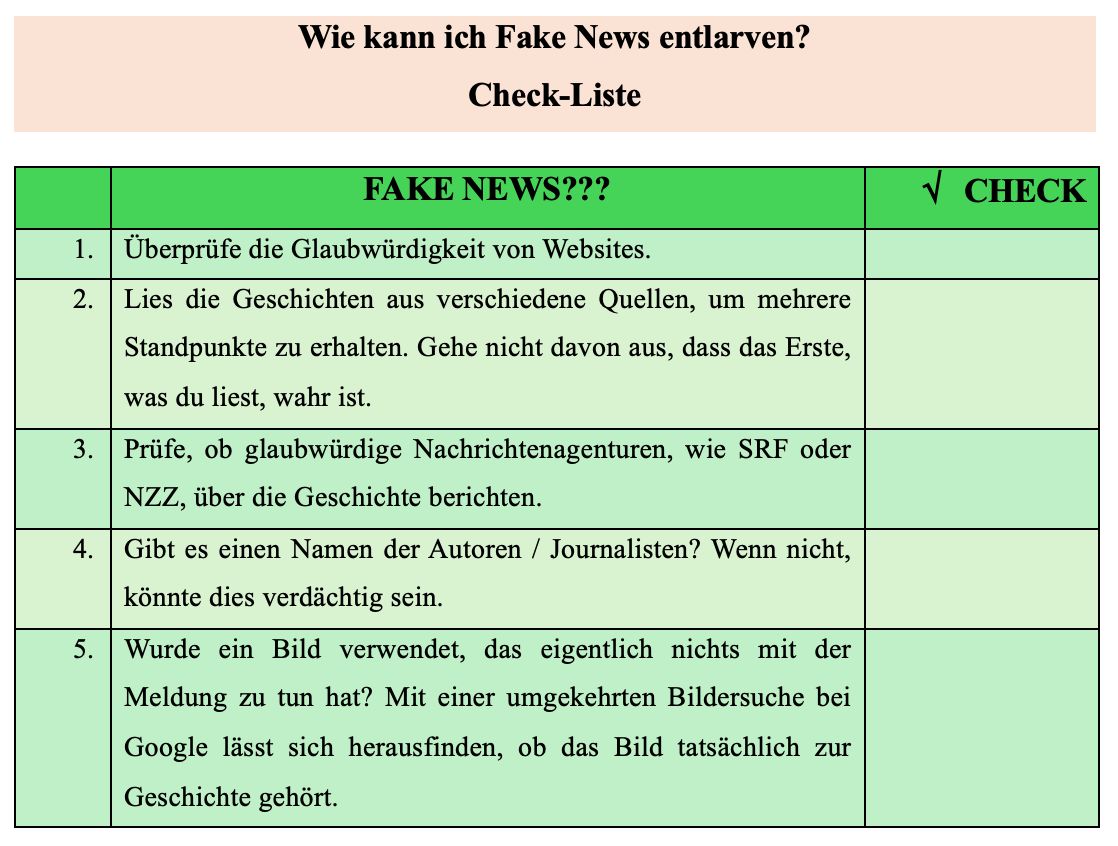 Wie kann ich Fake News entlarven?
Check-Liste
FAKE NEWS???
√ CHECK
1. Überprüfe die Glaubwürdigkeit von Websites.
2. Lies die Geschichten aus verschiedene Quellen, um mehrere
Standpunkte zu erhalten. Gehe nicht davon aus, dass das Erste,
was du liest, wahr ist.
3. Prüfe, ob glaubwürdige Nachrichtenagenturen, wie SRF oder
NZZ, über die Geschichte berichten.
4. Gibt es einen Namen der Autoren / Journalisten? Wenn nicht,
könnte dies verdächtig sein.
5. Wurde ein Bild verwendet, das eigentlich nichts mit der
Meldung zu tun hat? Mit einer umgekehrten Bildersuche bei
Google lässt sich herausfinden, ob das Bild tatsächlich zur
Geschichte gehört.